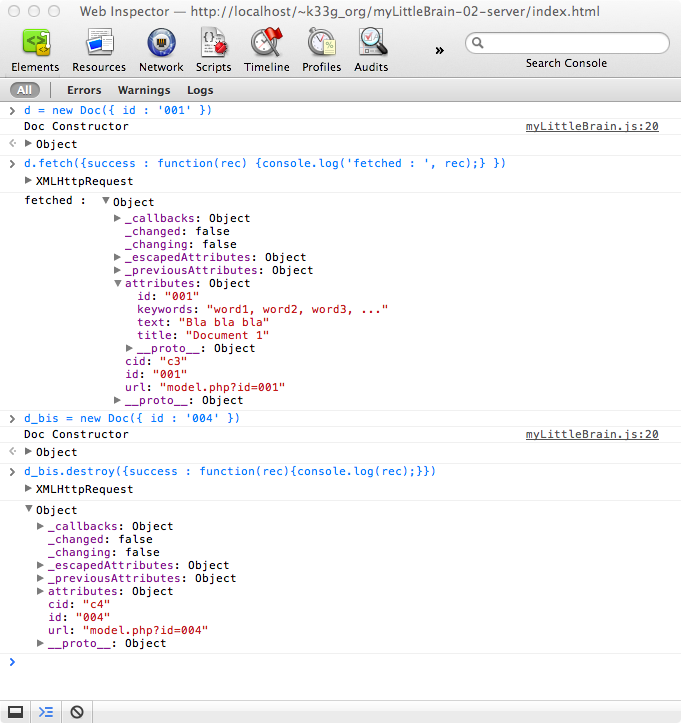 Web Inspector — http://localhost/~k33g_org/myLittleBrain-02-server/index.html
Elements Resources Network Scripts Timeline Profiles Audits » Search Console
All Errors Warnings Logs
> d = new Doc({ id : '001' })
Doc Constructor myLittleBrain.js:20
Object
> d.fetch({success : function(rec) {console.log('fetched : ', rec);} })
XMLHttpRequest
fetched : Object
_callbacks: Object
_changed: false
_changing: false
_escapedAttributes: Object
_previousAttributes: Object
attributes: Object
id: "001"
keywords: "word1, word2, word3, ..."
text: "Bla bla bla"
title: "Document 1"
__proto__: Object
cid: "c3"
id: "001"
url: "model.php?id=001"
__proto__: Object
> d_bis = new Doc({ id : '004' })
Doc Constructor myLittleBrain.js:20
Object
> d_bis.destroy({success : function(rec){console.log(rec);}})
XMLHttpRequest
Object
_callbacks: Object
_changed: false
_changing: false
_escapedAttributes: Object
_previousAttributes: Object
attributes: Object
cid: "c4"
id: "004"
url: "model.php?id=004"
__proto__: Object
>